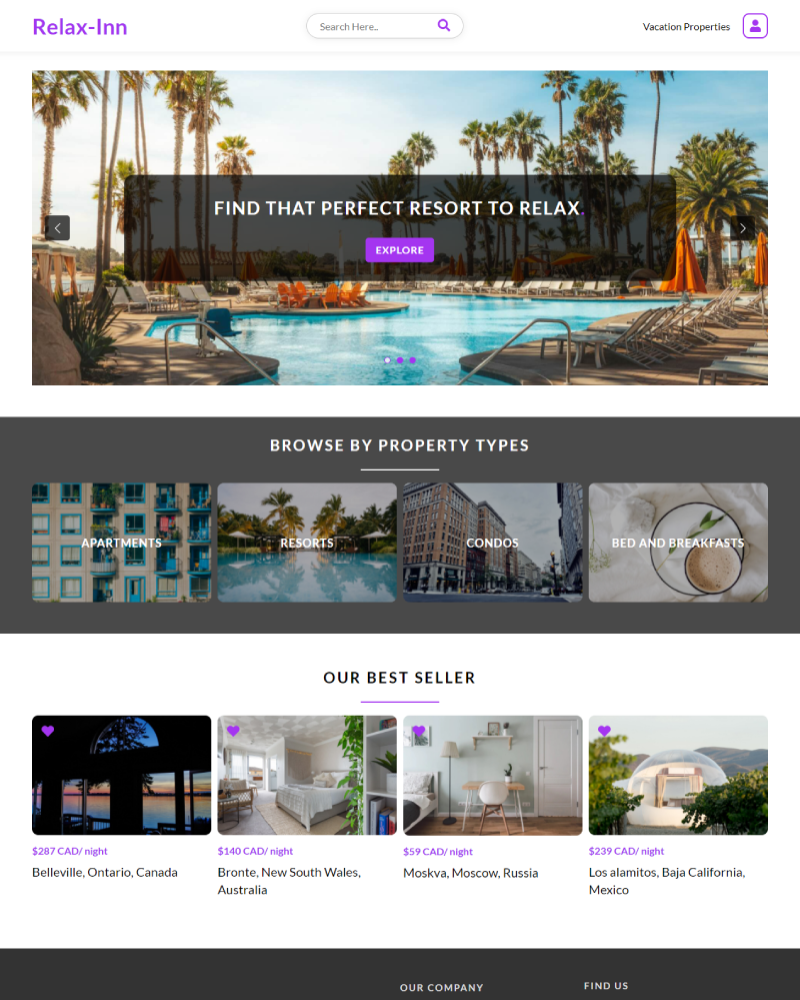 Relax-Inn
Search Here..
Vacation Properties
FIND THAT PERFECT RESORT TO RELAX.
EXPLORE
BROWSE BY PROPERTY TYPES
APARTMENTS
RESORTS
CONDOS
BED AND BREAKFASTS
OUR BEST SELLER
$287 CAD/ night
Belleville, Ontario, Canada
$140 CAD/ night
Bronte, New South Wales,
Australia
$59 CAD/ night
Moskva, Moscow, Russia
$239 CAD/ night
Los alamitos, Baja California,
Mexico
OUR COMPANY
FIND US